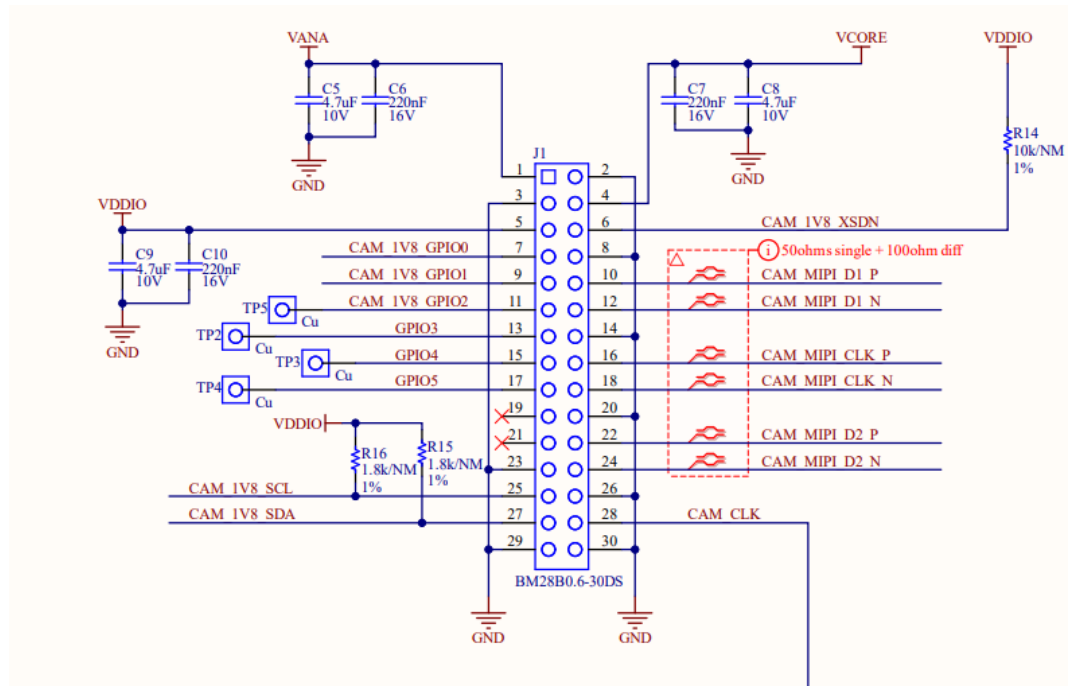 VANA
VCORE
VDDIO
C5
4.7uF
10V
C6
220nF
16V
C7
220nF
16V
C8
4.7uF
10V
R14
10k/NM
1%
GND
GND
J1
1
2
3
4
VDDIO
5
6
CAM_1V8_XSDN
C9
4.7uF
10V
C10
220nF
16V
CAM_1V8_GPIO0
7
8
i
50ohms single + 100ohm diff
CAM_1V8_GPIO1
9
10
CAM_MIPI_D1_P
TP5
Cu
CAM_1V8_GPIO2
11
12
CAM_MIPI_D1_N
TP2
Cu
GPIO3
13
14
GND
TP3
Cu
GPIO4
15
16
CAM_MIPI_CLK_P
TP4
Cu
GPIO5
17
18
CAM_MIPI_CLK_N
19
20
VDDIO
21
22
CAM_MIPI_D2_P
R16
1.8k/NM
1%
R15
1.8k/NM
1%
23
24
CAM_MIPI_D2_N
CAM_1V8_SCL
25
26
CAM_1V8_SDA
27
28
CAM_CLK
29
30
BM28B0.6-30DS
GND
GND